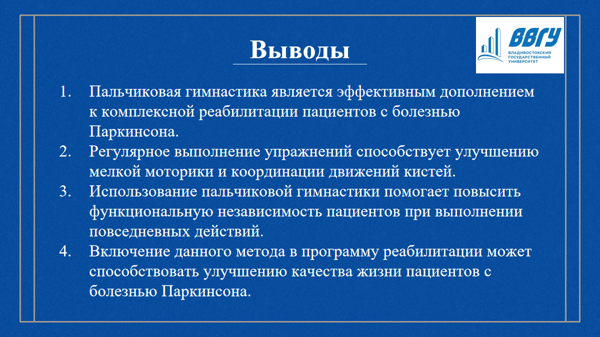 ВВГУ
ВЛАДИВОСТОКСКИЙ
ГОСУДАРСТВЕННЫЙ
УНИВЕРСИТЕТ
Выводы
1. Пальчиковая гимнастика является эффективным дополнением
к комплексной реабилитации пациентов с болезнью
Паркинсона.
2. Регулярное выполнение упражнений способствует улучшению
мелкой моторики и координации движений кистей.
3. Использование пальчиковой гимнастики помогает повысить
функциональную независимость пациентов при выполнении
повседневных действий.
4. Включение данного метода в программу реабилитации может
способствовать улучшению качества жизни пациентов с
болезнью Паркинсона.